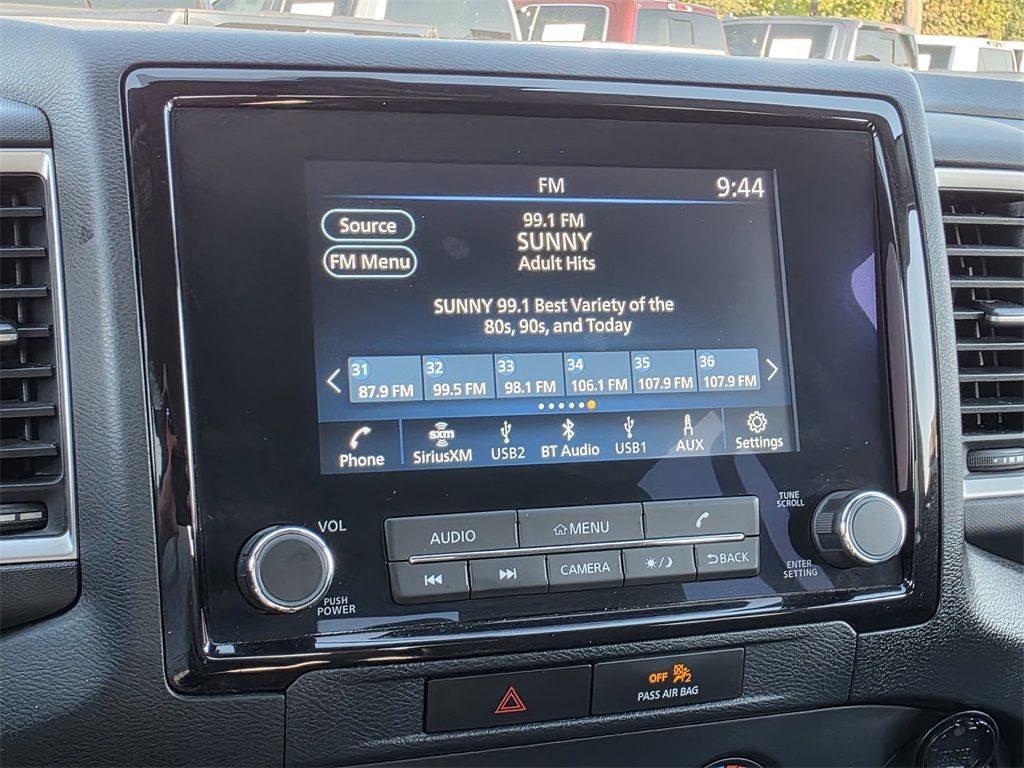 FM 9:44
Source 99.1 FM
SUNNY
FM Menu Adult Hits
SUNNY 99.1 Best Variety of the
80s, 90s, and Today
31 32 33 34 35 36
87.9 FM 99.5 FM 98.1 FM 106.1 FM 107.9 FM 107.9 FM
Phone sxm SiriusXM USB2 BT Audio USB1 AUX Settings
VOL
PUSH
POWER
AUDIO MENU
CAMERA BACK
TUNE
SCROLL
ENTER
SETTING
OFF 2
PASS AIR BAG